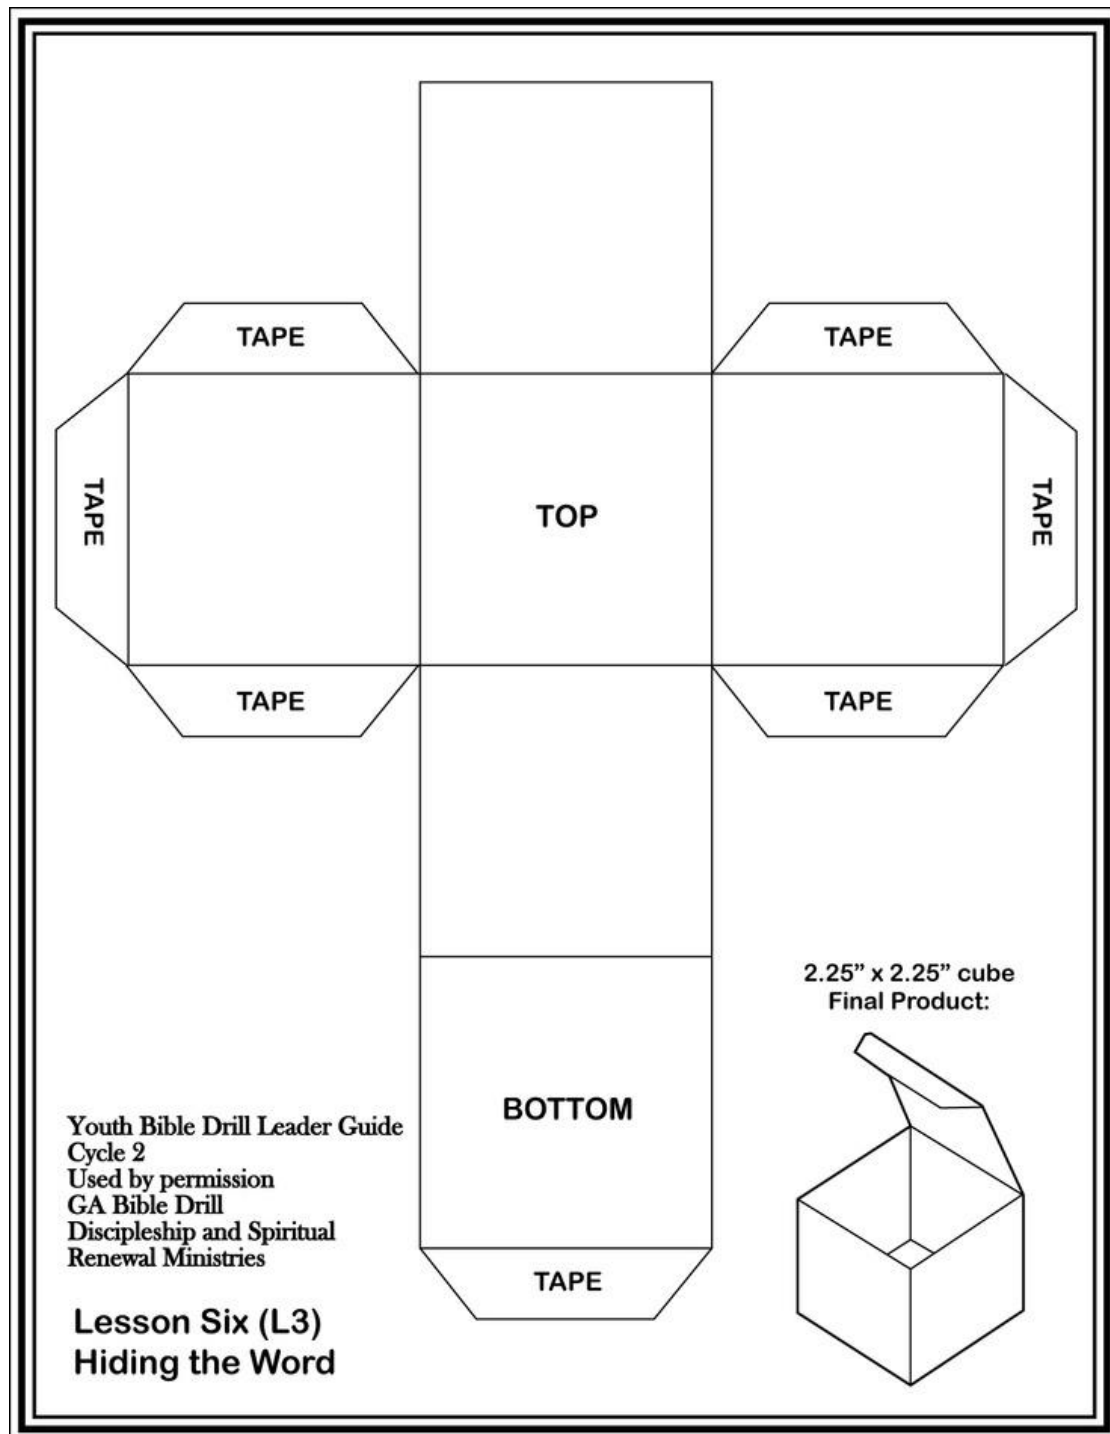 TAPE
TAPE
TAPE
TOP
TAPE
TAPE
TAPE
2.25” x 2.25” cube
Final Product:
BOTTOM
Youth Bible Drill Leader Guide
Cycle 2
Used by permission
GA Bible Drill
Discipleship and Spiritual
Renewal Ministries
TAPE
Lesson Six (L3)
Hiding the Word